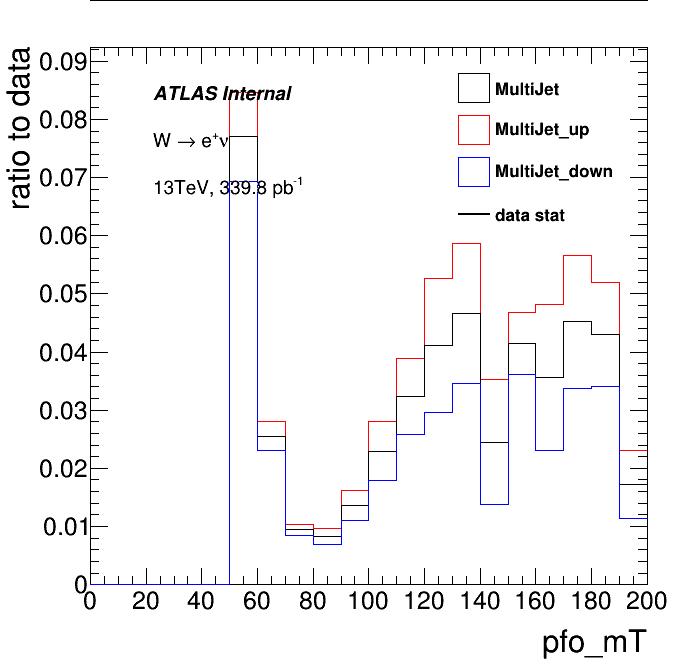 ratio to data
0.09
0.08
0.07
0.06
0.05
0.04
0.03
0.02
0.01
0
ATLAS Internal
W → e⁺ν
13TeV, 339.8 pb⁻¹
MultiJet
MultiJet_up
MultiJet_down
data stat
0 20 40 60 80 100 120 140 160 180 200
pfo_mT